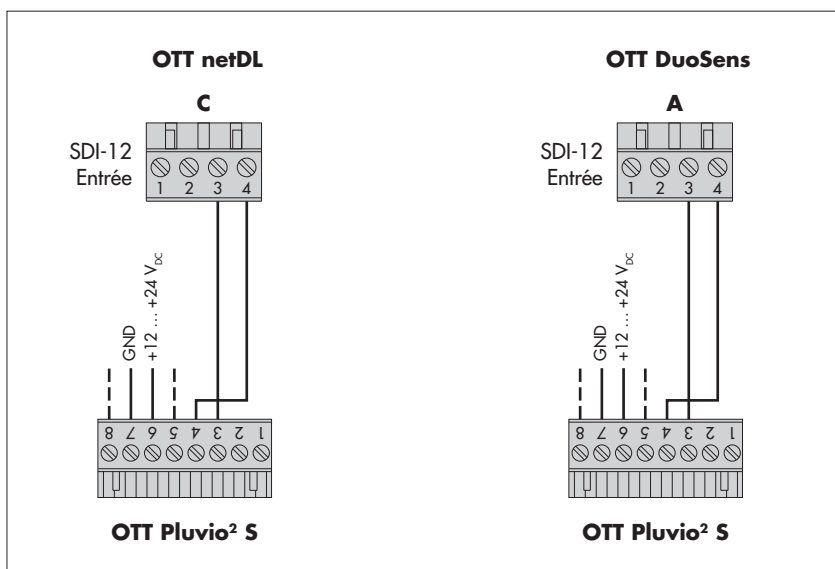 OTT netDL
C
SDI-12
Entrée
1 2 3 4
GND
+12 ... +24 VDC
8 7 6 5 4 3 2 1
OTT Pluvio² S
OTT DuoSens
A
SDI-12
Entrée
1 2 3 4
GND
+12 ... +24 VDC
8 7 6 5 4 3 2 1
OTT Pluvio² S